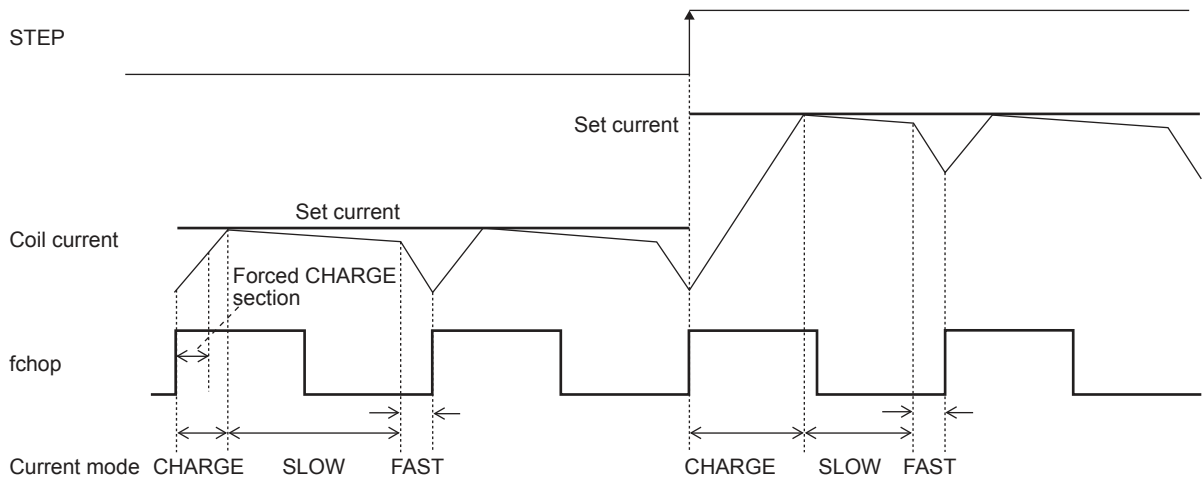 STEP
Set current
Set current
Coil current
Forced CHARGE
section
fchop
Current mode CHARGE SLOW FAST CHARGE SLOW FAST